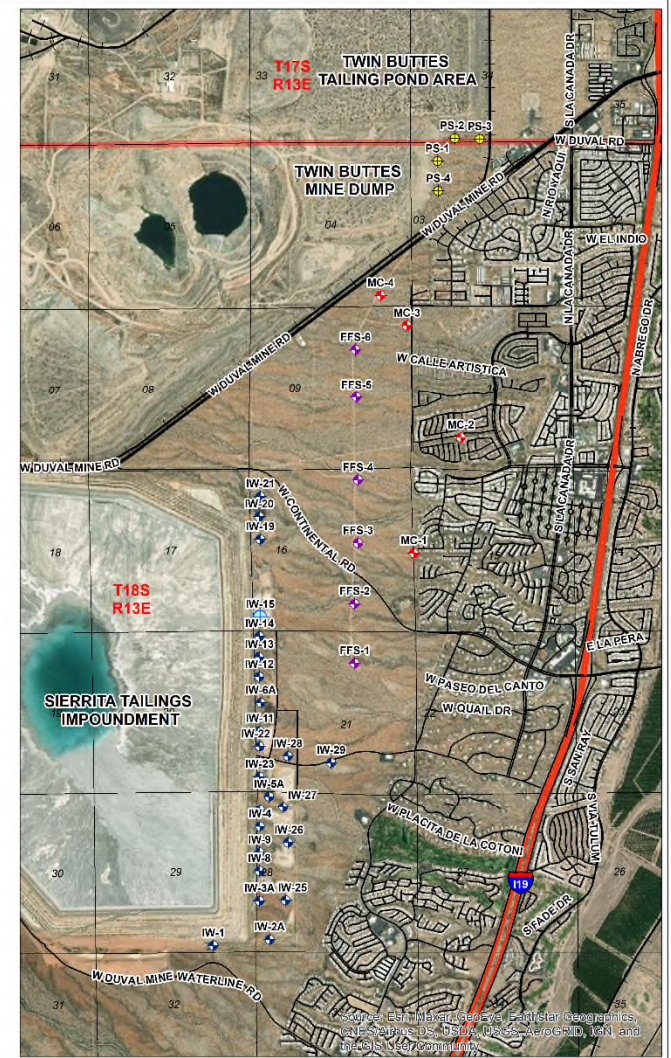 31
32
33
T17S
R13E
TWIN BUTTES
TAILING POND AREA
34
S LA CANADA DR
35
PS-2
PS-3
W DUVAL RD
PS-1
TWIN BUTTES
MINE DUMP
PS-4
N RIO YAQUI
06
05
04
03
W DUVAL MINE RD
02
W EL INDIO
N LA CANADA DR
MC-4
MC-3
N ABREGO DR
FFS-6
W DUVAL MINE RD
W CALLE ARTISTICA
07
08
09
FFS-5
MC-2
S LA CANADA DR
W DUVAL MINE RD
FFS-4
IW-21
W CONTINENTAL RD
IW-20
IW-19
FFS-3
MC-1
18
17
16
T18S
R13E
FFS-2
IW-15
IW-14
IW-13
E LA PERA
FFS-1
IW-12
W PASEO DEL CANTO
IW-6A
SIERRITA TAILINGS
IMPOUNDMENT
W QUAIL DR
22
23
IW-11
21
IW-22
IW-28
IW-29
S SAN RAY
IW-23
IW-5A
IW-27
S VIA TULUM
IW-4
W PLACITA DE LA COTONI
IW-26
IW-9
IW-8
30
29
28
26
I19
IW-3A
IW-25
S FADE DR
IW-1
IW-2A
W DUVAL MINE WATERLINE RD
31
32
33
35
Source: Esri, Maxar, GeoEye, Earthstar Geographics,
CNES/Airbus DS, USDA, USGS, AeroGRID, IGN, and
the GIS User Community